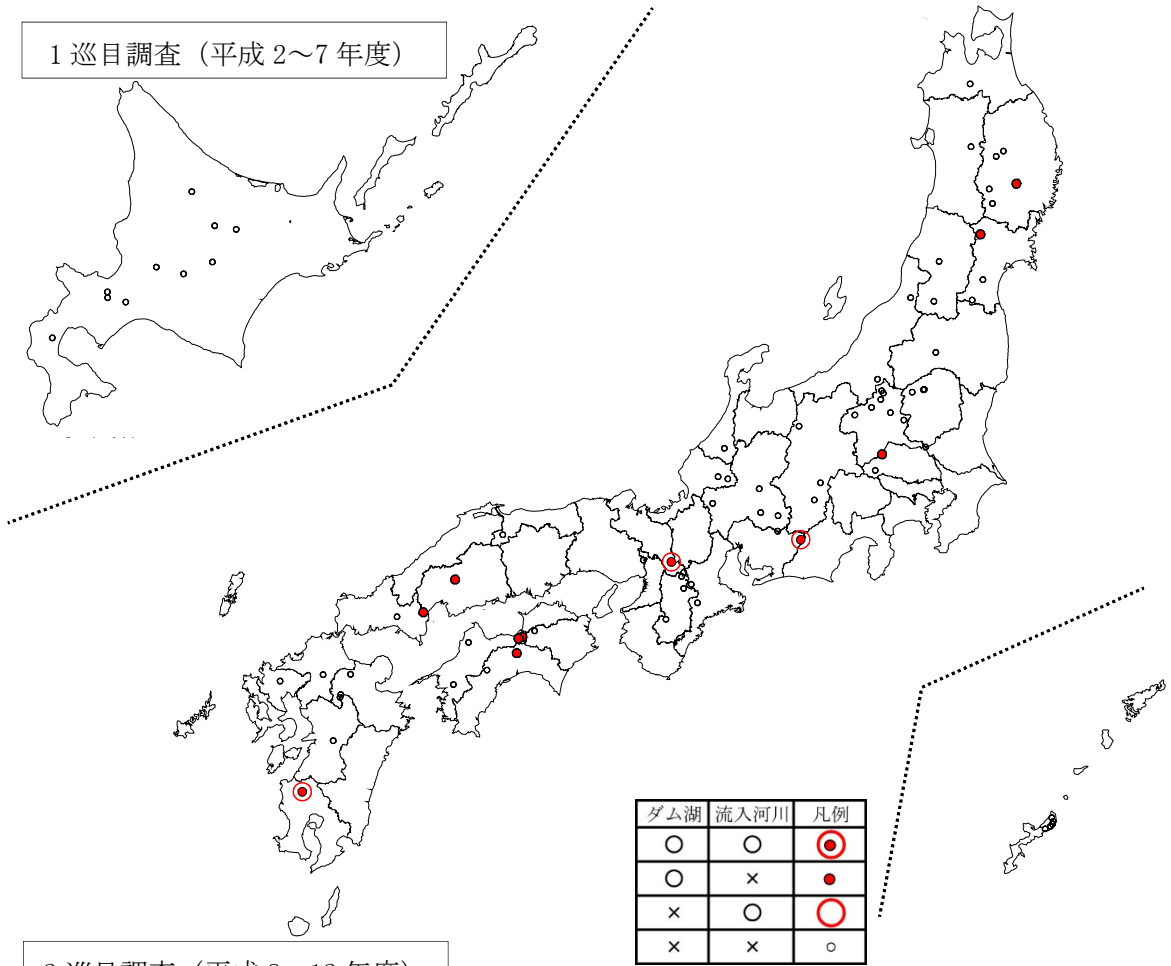 1 巡目調査（平成 2～7 年度）
ダム湖 流入河川 凡例
○ ○
○ ×
× ○
× ×